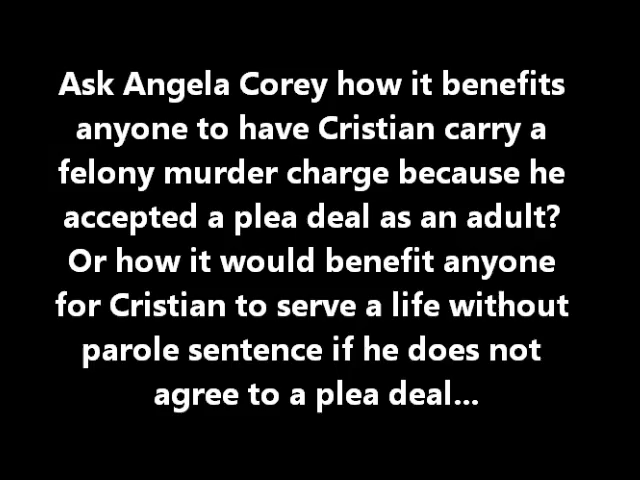 Ask Angela Corey how it benefits
anyone to have Cristian carry a
felony murder charge because he
accepted a plea deal as an adult?
Or how it would benefit anyone
for Cristian to serve a life without
parole sentence if he does not
agree to a plea deal...